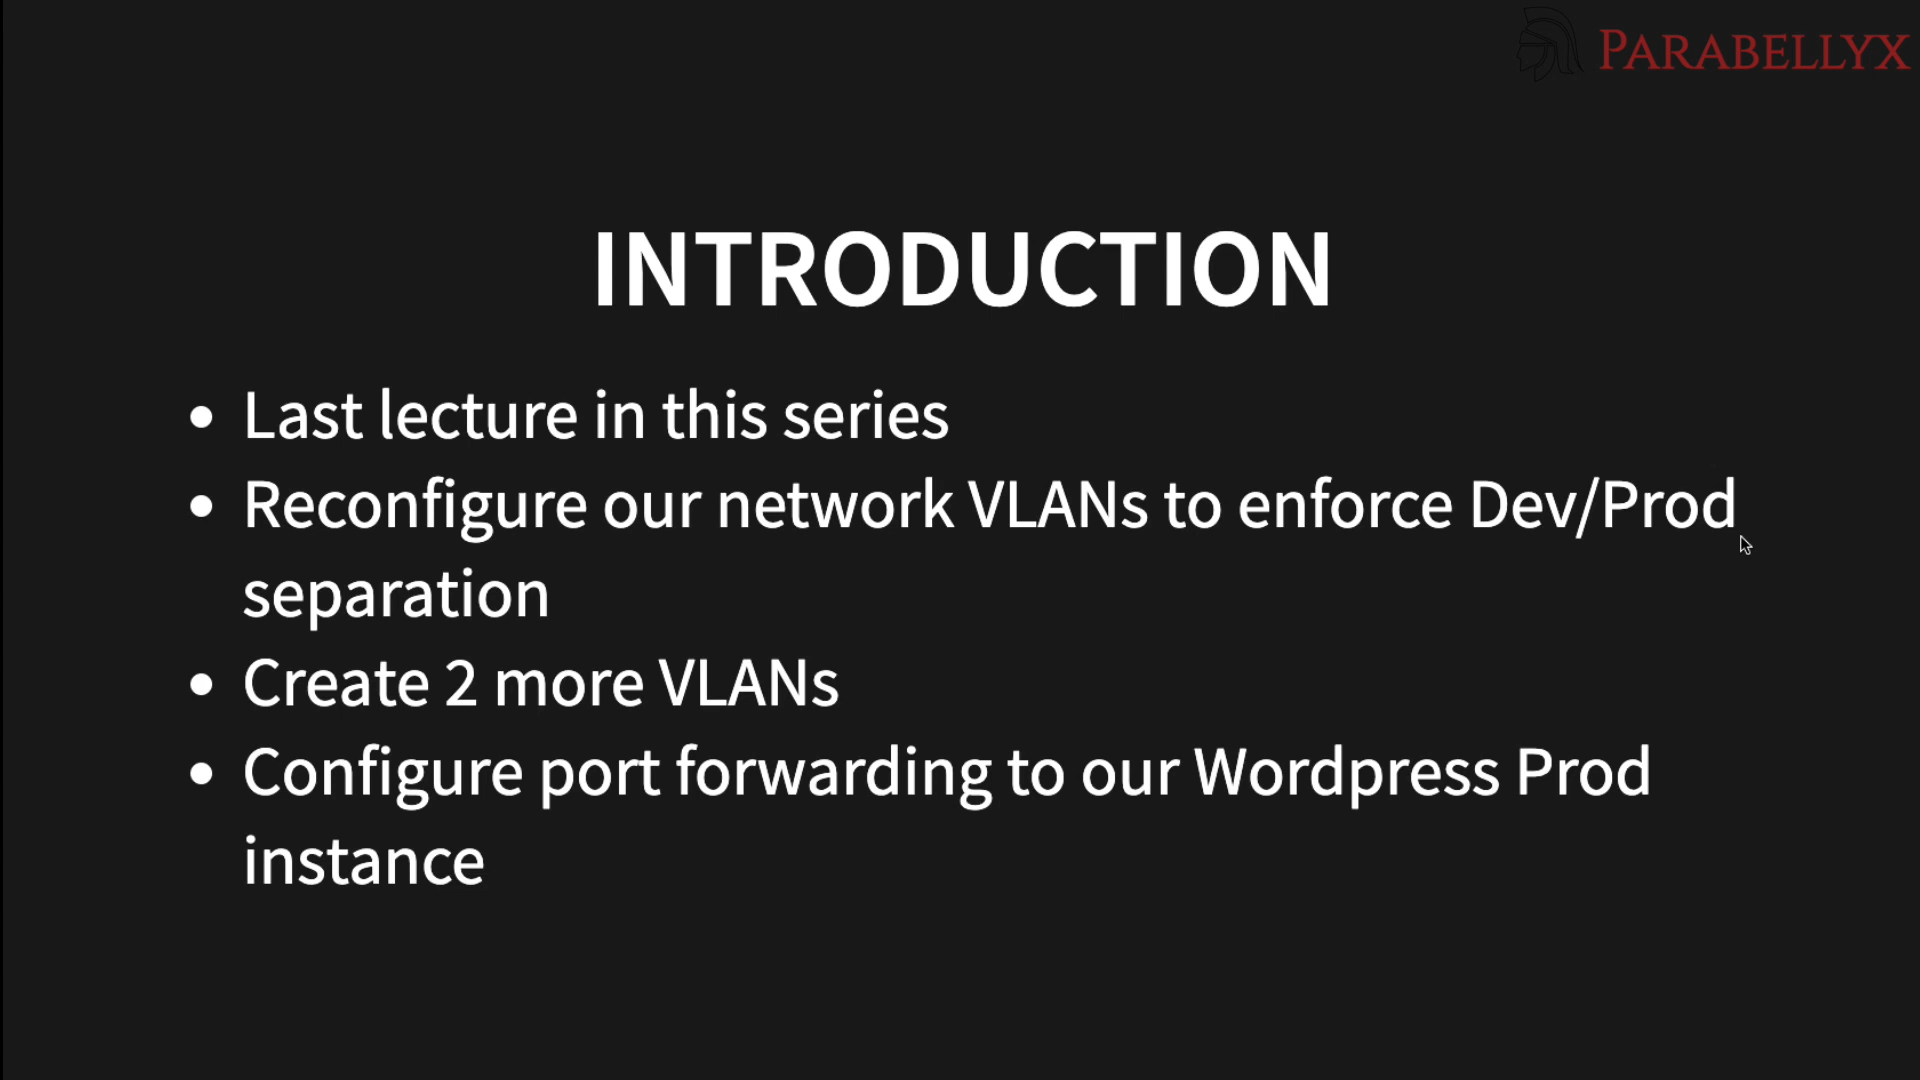 PARABELLYX
INTRODUCTION
• Last lecture in this series
• Reconfigure our network VLANs to enforce Dev/Prod
separation
• Create 2 more VLANs
• Configure port forwarding to our Wordpress Prod
instance